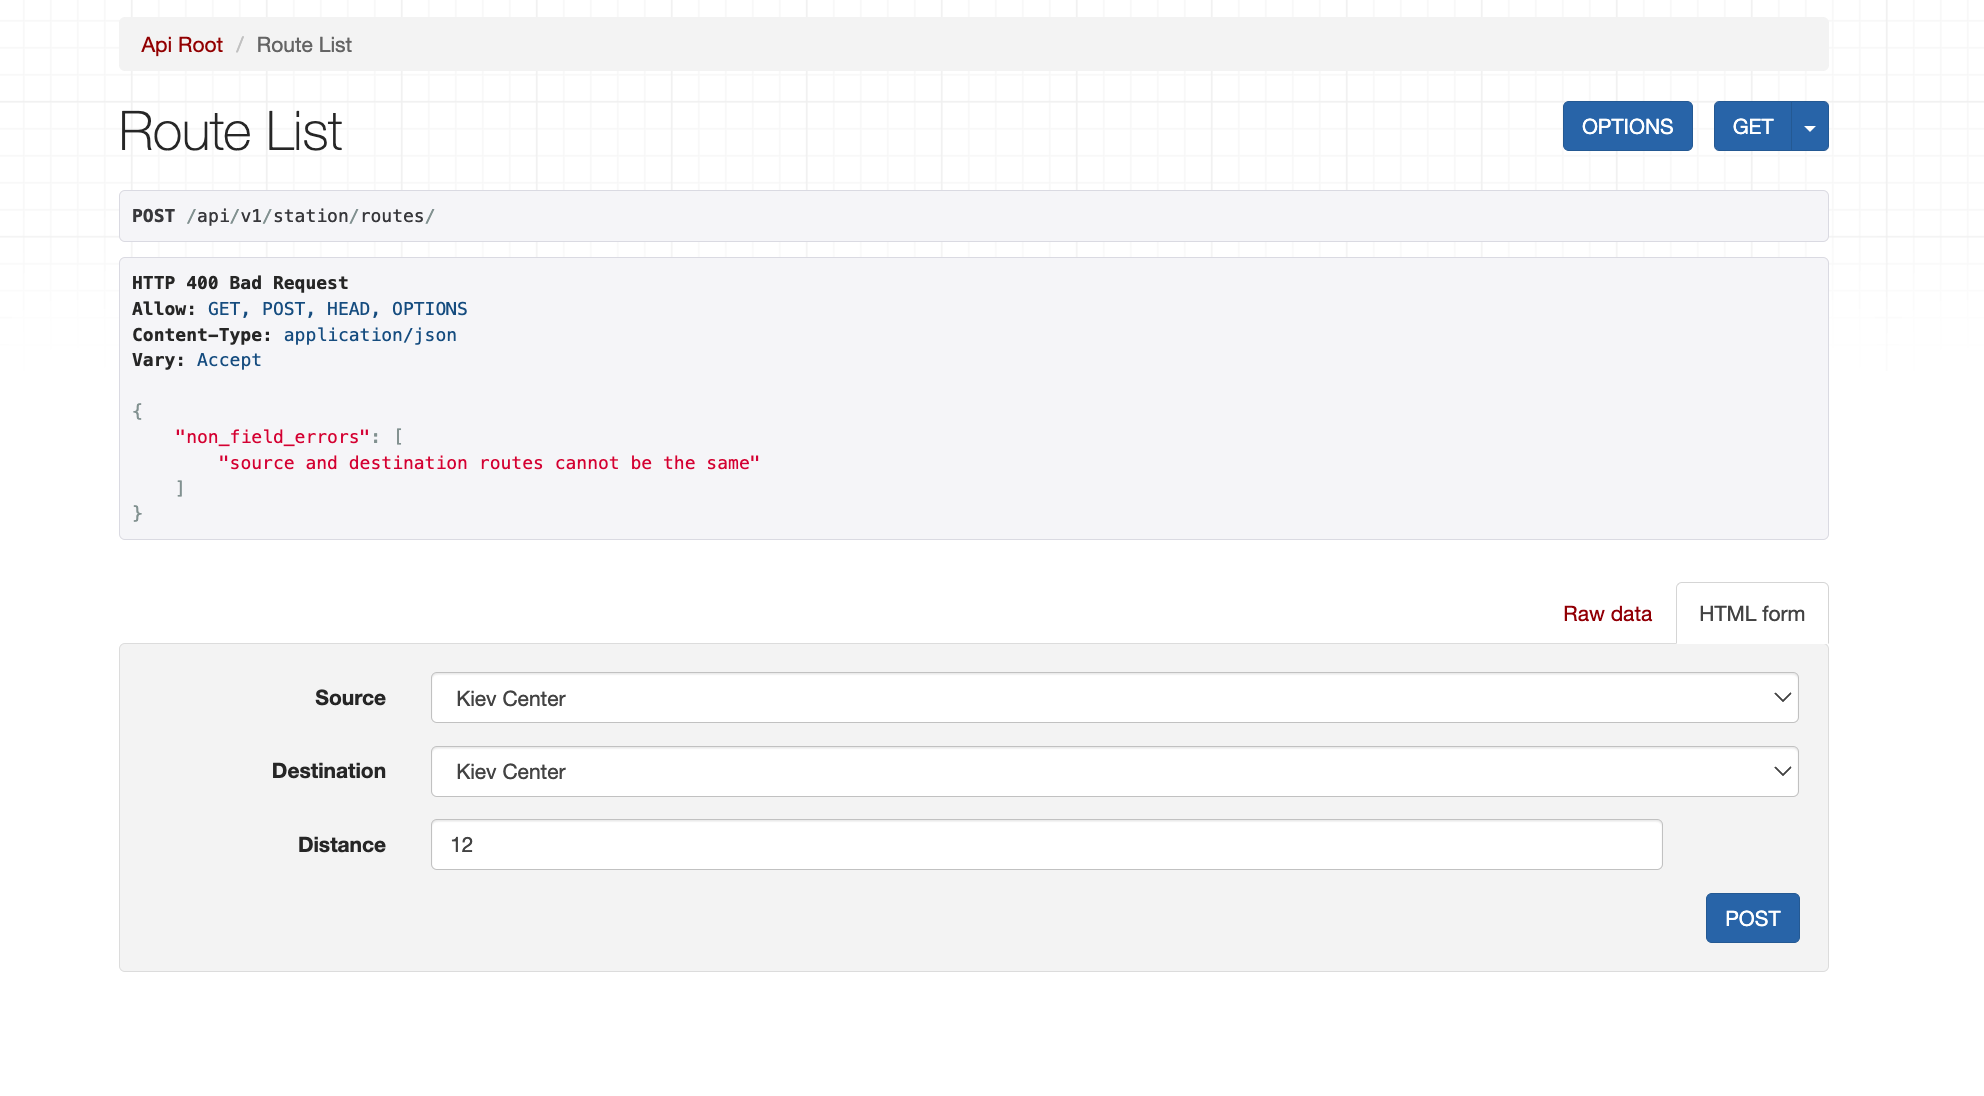 Api Root / Route List
Route List
OPTIONS
GET
POST /api/v1/station/routes/
HTTP 400 Bad Request
Allow: GET, POST, HEAD, OPTIONS
Content-Type: application/json
Vary: Accept
{
    "non_field_errors": [
        "source and destination routes cannot be the same"
    ]
}
Raw data
HTML form
Source
Kiev Center
Destination
Kiev Center
Distance
12
POST